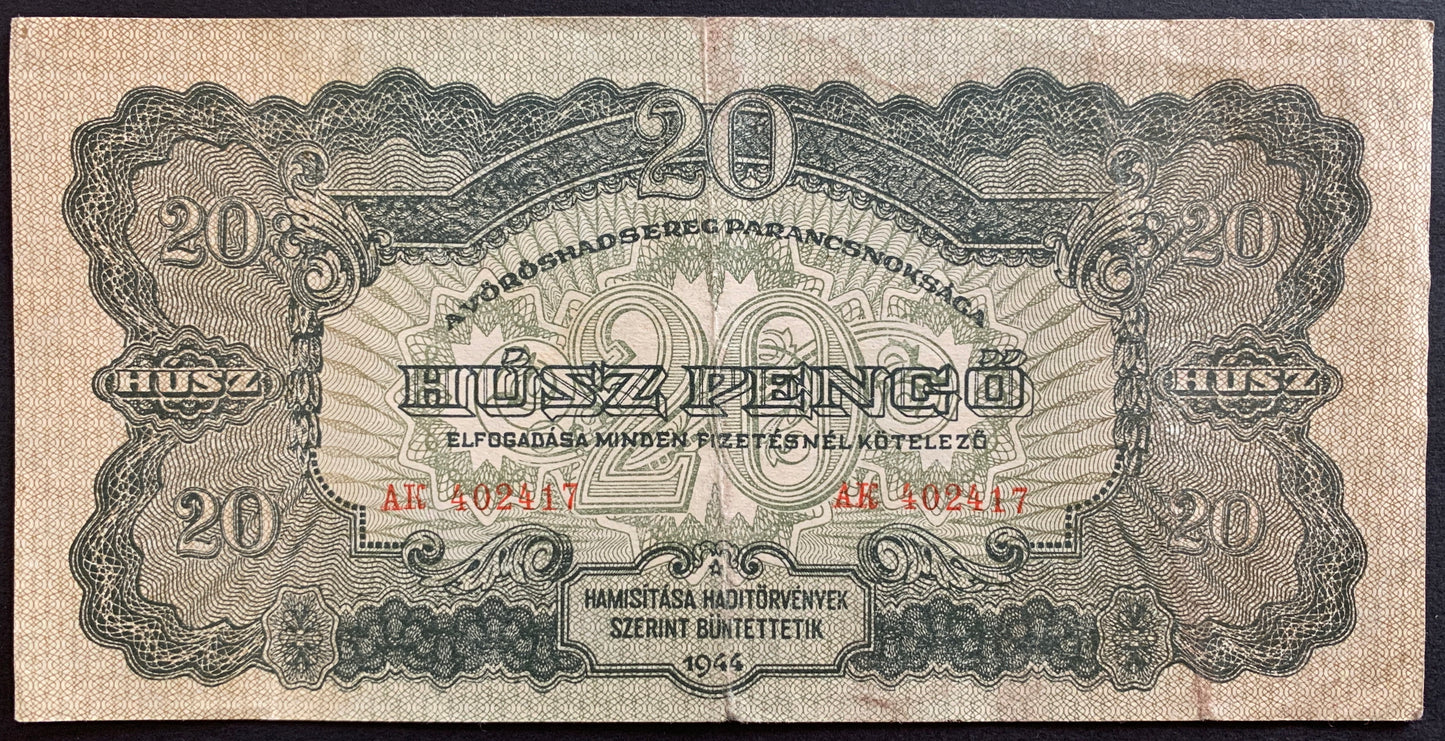 20
20 20
A VÖRÖSHADSEREG PARANCSNOKSÁGA
20
HÚSZ HÚSZ PENGŐ HÚSZ
ELFOGADÁSA MINDEN FIZETÉSNÉL KÖTELEZŐ
AK 402417 AK 402417
20 20
A
HAMISÍTÁSA HADITÖRVÉNYEK
SZERINT BÜNTETTETIK
1944